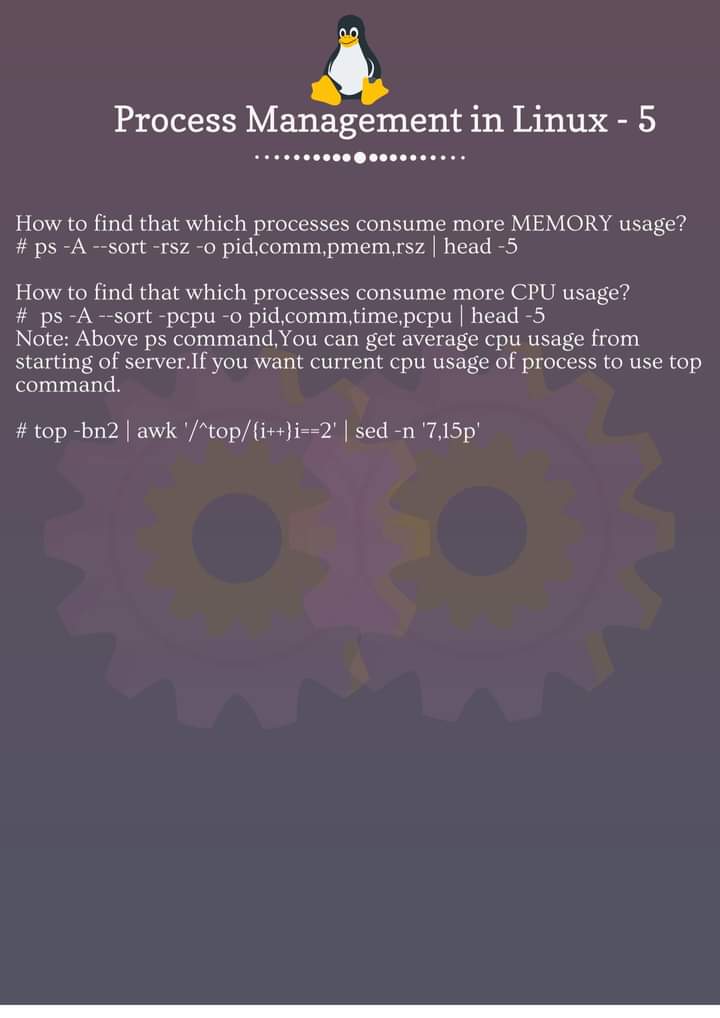 Process Management in Linux - 5
How to find that which processes consume more MEMORY usage?
# ps -A --sort -rsz -o pid,comm,pmem,rsz | head -5
How to find that which processes consume more CPU usage?
#  ps -A --sort -pcpu -o pid,comm,time,pcpu | head -5
Note: Above ps command,You can get average cpu usage from
starting of server.If you want current cpu usage of process to use top
command.
# top -bn2 | awk '/^top/{i++}i==2' | sed -n '7,15p'